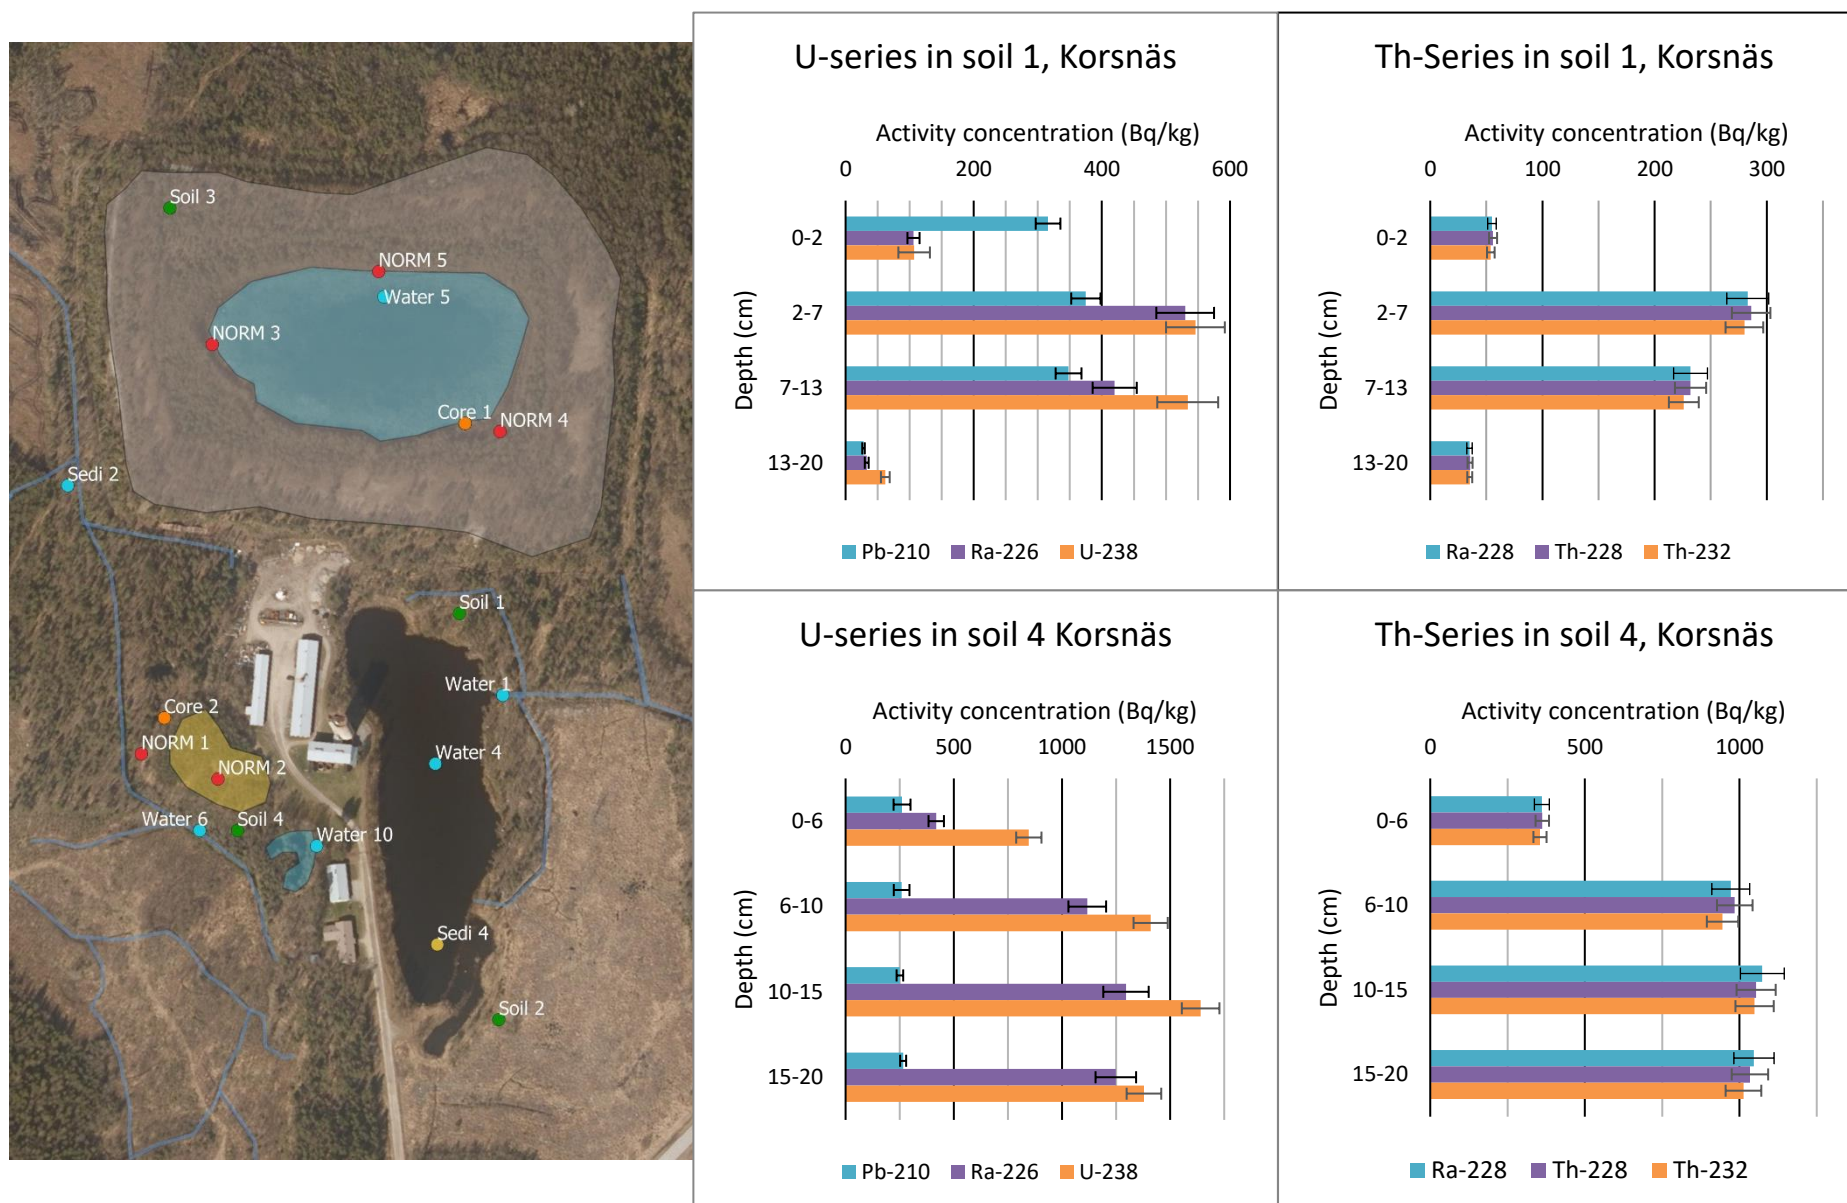 Soil 3
NORM 5
Water 5
NORM 3
Core 1
NORM 4
Sedi 2
Soil 1
Water 1
Core 2
NORM 1
Water 4
NORM 2
Water 6
Soil 4
Water 10
Sedi 4
Soil 2
U-series in soil 1, Korsnäs
Activity concentration (Bq/kg)
0 200 400 600
Depth (cm)
0-2
2-7
7-13
13-20
Pb-210 Ra-226 U-238
Th-Series in soil 1, Korsnäs
Activity concentration (Bq/kg)
0 100 200 300
Depth (cm)
0-2
2-7
7-13
13-20
Ra-228 Th-228 Th-232
U-series in soil 4 Korsnäs
Activity concentration (Bq/kg)
0 500 1000 1500
Depth (cm)
0-6
6-10
10-15
15-20
Pb-210 Ra-226 U-238
Th-Series in soil 4, Korsnäs
Activity concentration (Bq/kg)
0 500 1000
Depth (cm)
0-6
6-10
10-15
15-20
Ra-228 Th-228 Th-232